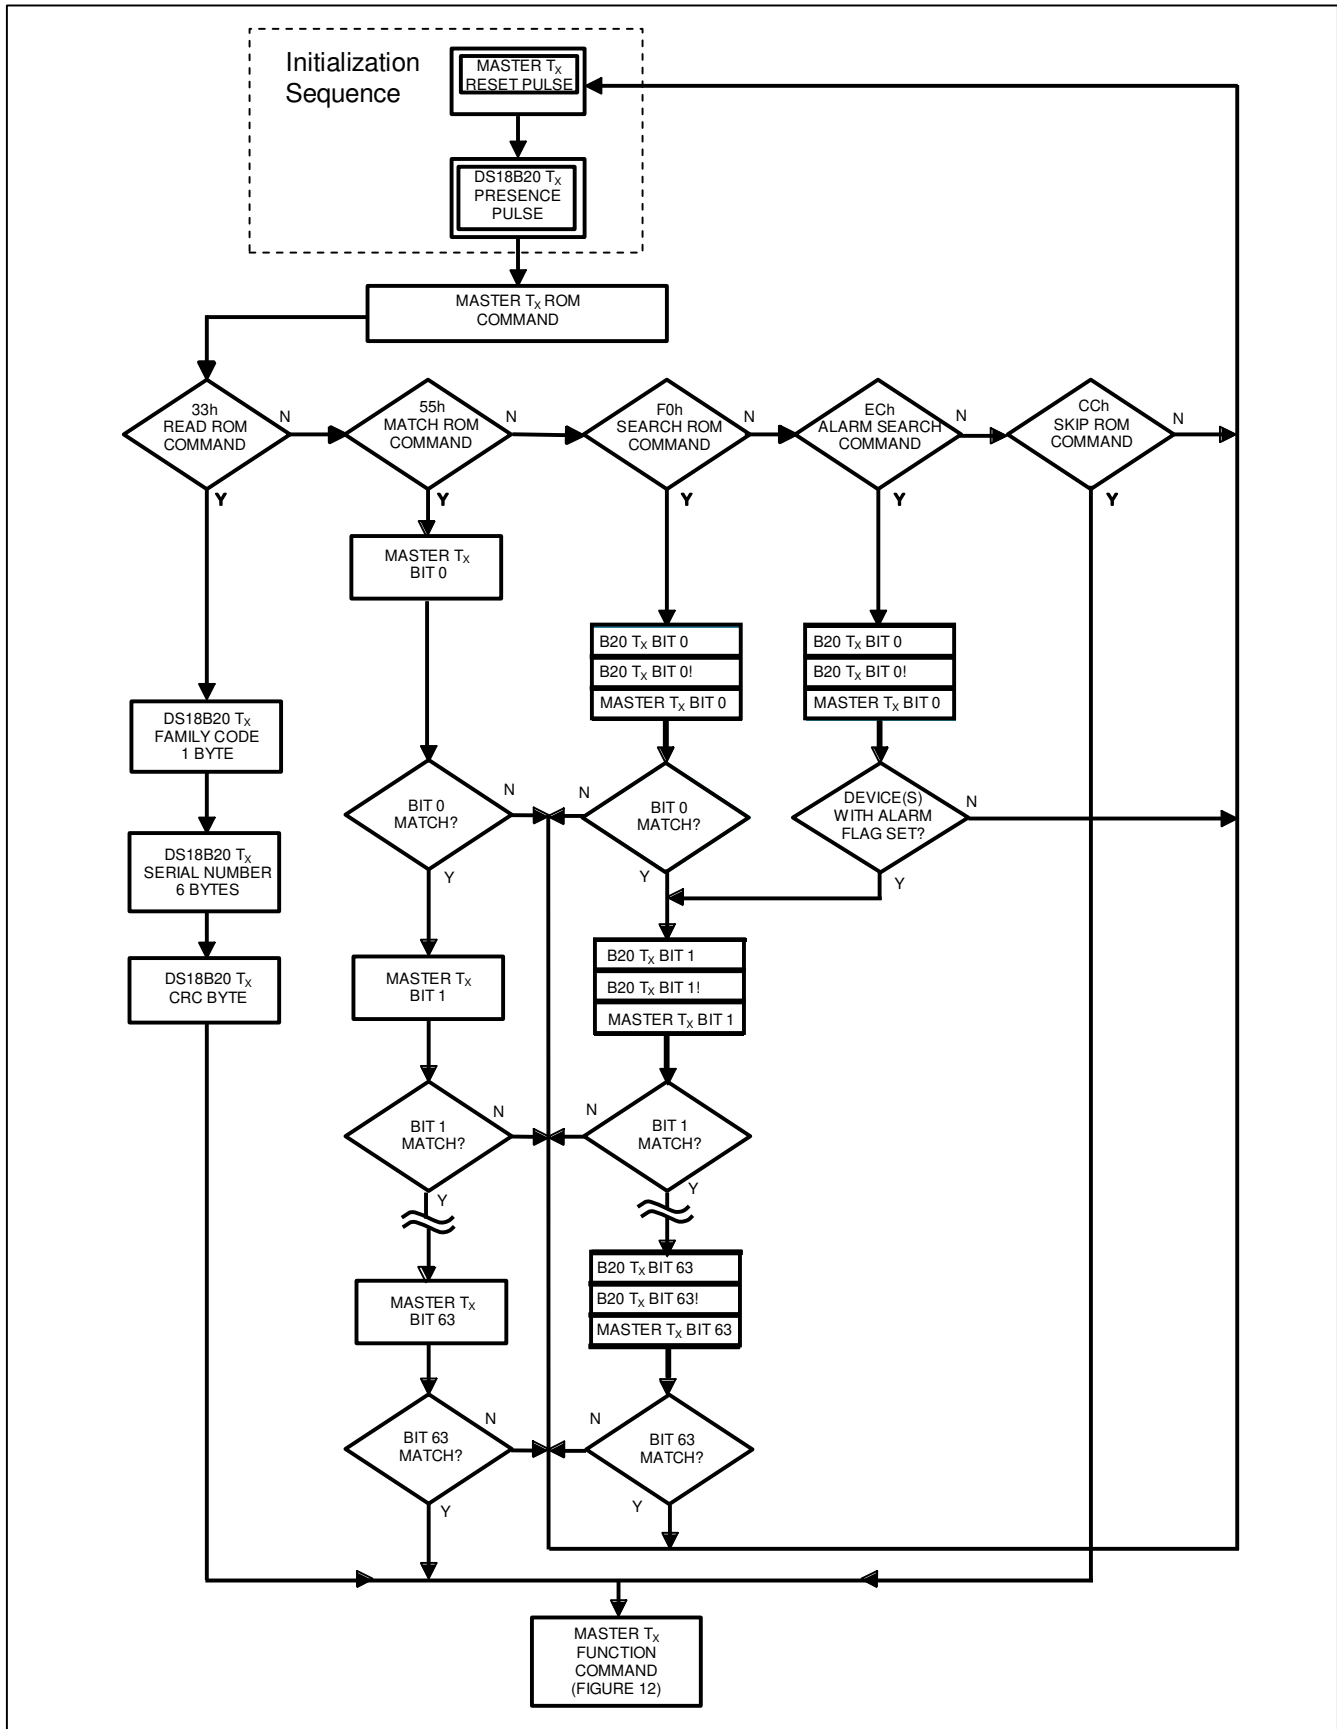 Initialization
Sequence
MASTER TX
RESET PULSE
DS18B20 TX
PRESENCE
PULSE
MASTER TX ROM
COMMAND
33h
READ ROM
COMMAND
N
Y
55h
MATCH ROM
COMMAND
N
Y
F0h
SEARCH ROM
COMMAND
N
Y
ECh
ALARM SEARCH
COMMAND
N
Y
CCh
SKIP ROM
COMMAND
N
Y
MASTER TX
BIT 0
B20 TX BIT 0
B20 TX BIT 0!
MASTER TX BIT 0
B20 TX BIT 0
B20 TX BIT 0!
MASTER TX BIT 0
DS18B20 TX
FAMILY CODE
1 BYTE
BIT 0
MATCH?
N
Y
BIT 0
MATCH?
N
Y
DEVICE(S)
WITH ALARM
FLAG SET?
N
Y
DS18B20 TX
SERIAL NUMBER
6 BYTES
DS18B20 TX
CRC BYTE
MASTER TX
BIT 1
B20 TX BIT 1
B20 TX BIT 1!
MASTER TX BIT 1
BIT 1
MATCH?
N
Y
BIT 1
MATCH?
N
Y
MASTER TX
BIT 63
B20 TX BIT 63
B20 TX BIT 63!
MASTER TX BIT 63
BIT 63
MATCH?
N
Y
BIT 63
MATCH?
N
Y
MASTER TX
FUNCTION
COMMAND
(FIGURE 12)